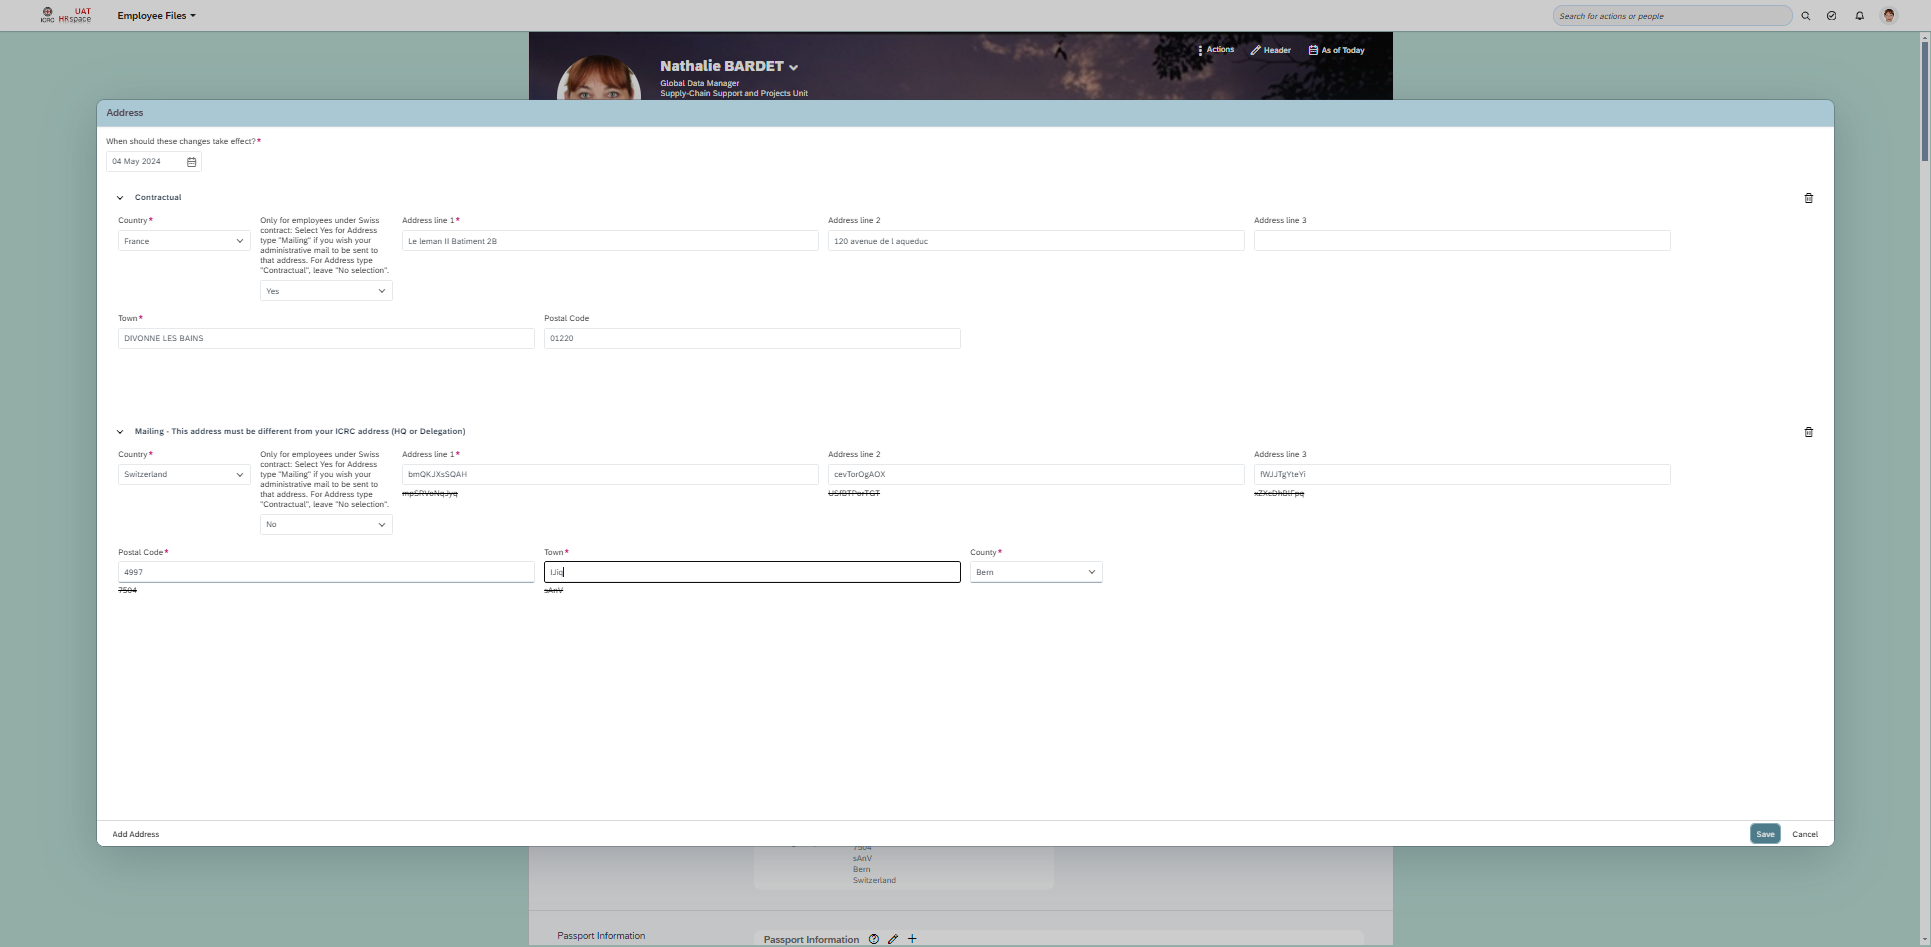 ICRC
UAT
HRspace
Employee Files
Search for actions or people
Actions
Header
As of Today
Nathalie BARDET
Global Data Manager
Supply-Chain Support and Projects Unit
Address
When should these changes take effect?*
04 May 2024
Contractual
Country*
France
Only for employees under Swiss
contract: Select Yes for Address
type "Mailing" if you wish your
administrative mail to be sent to
that address. For Address type
"Contractual", leave "No selection".
Yes
Address line 1*
Le leman II Batiment 2B
Address line 2
120 avenue de l aqueduc
Address line 3
Town*
DIVONNE LES BAINS
Postal Code
01220
Mailing - This address must be different from your ICRC address (HQ or Delegation)
Country*
Switzerland
Only for employees under Swiss
contract: Select Yes for Address
type "Mailing" if you wish your
administrative mail to be sent to
that address. For Address type
"Contractual", leave "No selection".
No
Address line 1*
bmQKJXsSQAH
Address line 2
cevTorOgAOX
Address line 3
fWJJTgYteYi
Postal Code*
4997
7504
Town*
sAnV
County*
Bern
Add Address
Save
Cancel
7504
sAnV
Bern
Switzerland
Passport Information
Passport Information